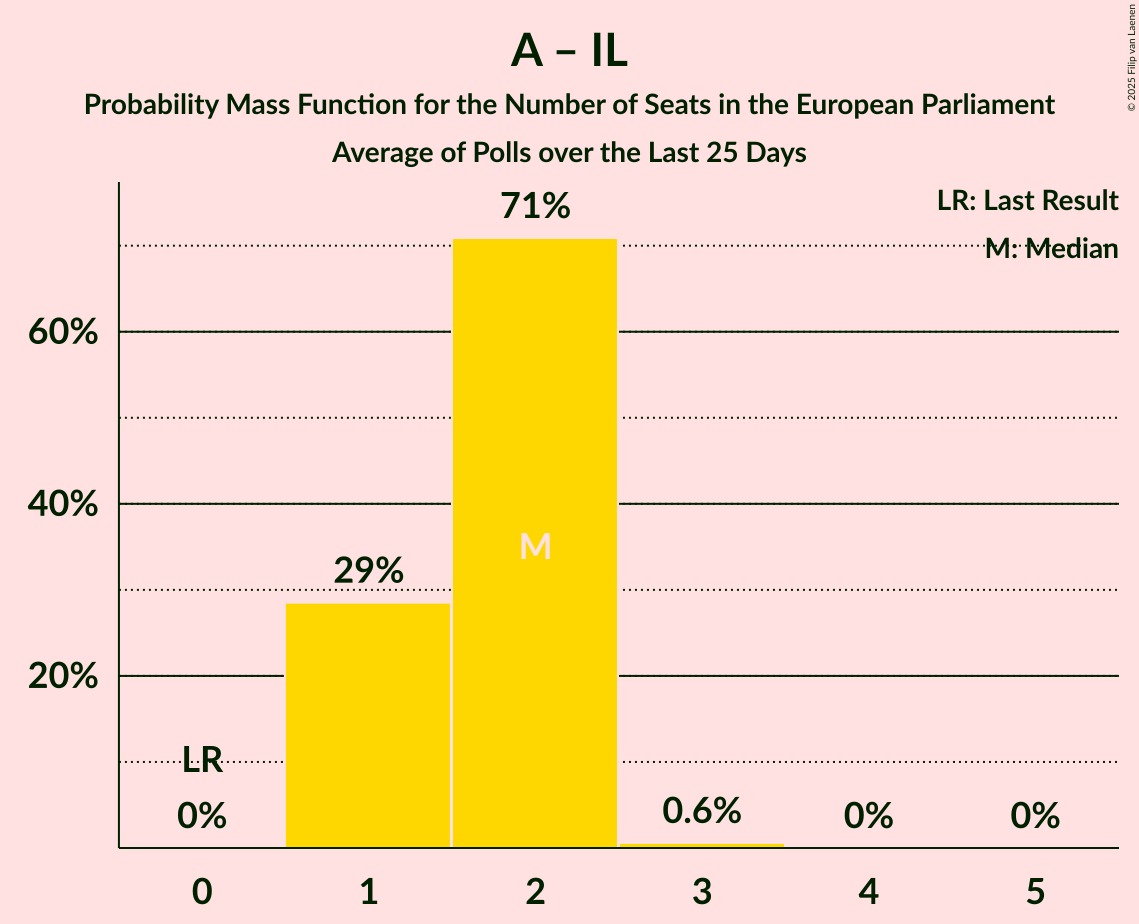 A – IL
Probability Mass Function for the Number of Seats in the European Parliament
Average of Polls over the Last 25 Days
© 2025 Filip van Laenen
LR: Last Result
M: Median
71%
60%
40%
20%
29%
M
LR
0%
0.6%
0%
0%
0 1 2 3 4 5